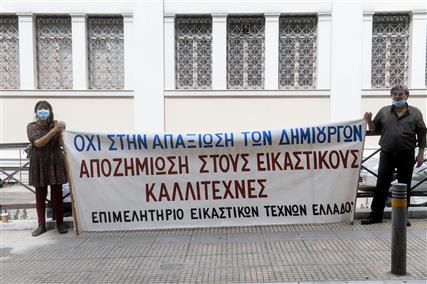 ΟΧΙ ΣΤΗΝ ΑΠΑΞΙΩΣΗ ΤΩΝ ΔΗΜΙΟΥΡΓΩΝ
ΑΠΟΖΗΜΙΩΣΗ ΣΤΟΥΣ ΕΙΚΑΣΤΙΚΟΥΣ
ΚΑΛΛΙΤΕΧΝΕΣ
ΕΠΙΜΕΛΗΤΗΡΙΟ ΕΙΚΑΣΤΙΚΩΝ ΤΕΧΝΩΝ ΕΛΛΑΔΟΣ